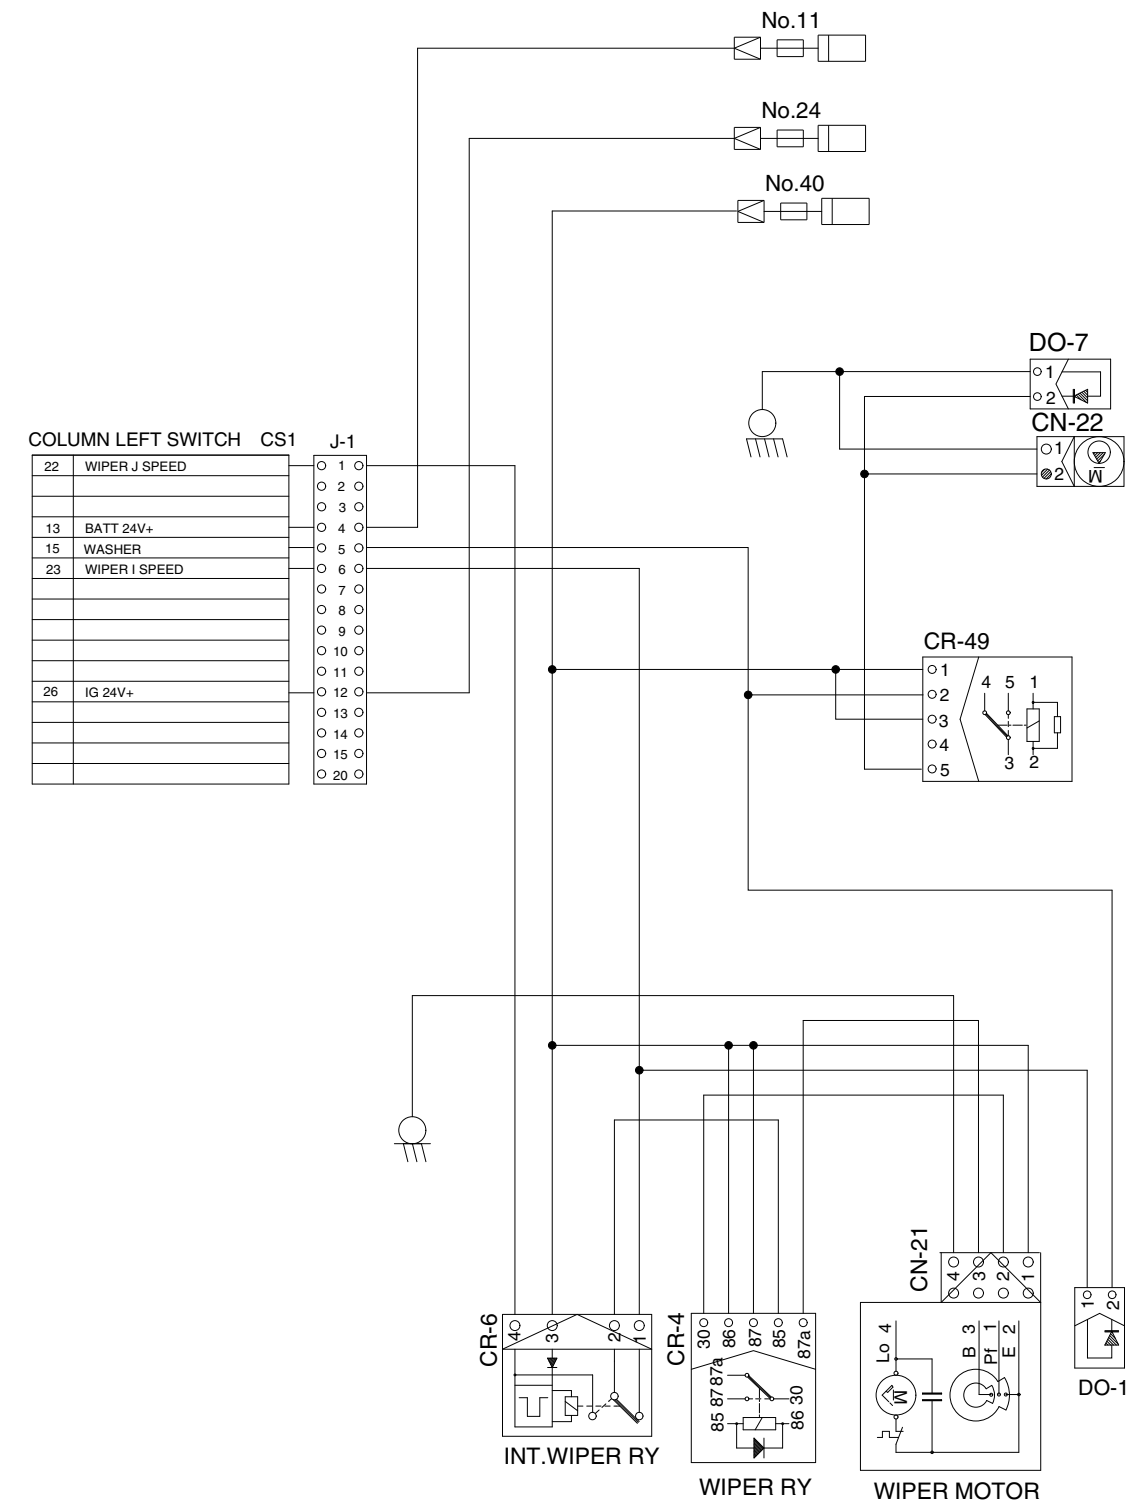 No.11
No.24
No.40
DO-7
1
2
CN-22
1
2
M
COLUMN LEFT SWITCH CS1 J-1
22 WIPER J SPEED 1
2
3
13 BATT 24V+ 4
15 WASHER 5
23 WIPER I SPEED 6
7
8
9
10
11
26 IG 24V+ 12
13
14
15
20
CR-49
1
2
3
4
5
4 5 1
3 2
CR-6
4 3 2 1
INT.WIPER RY
CR-4
30 86 87 85 87a
85 87 87a
86 30
WIPER RY
CN-21
4 3 2 1
Lo 4
B 3
Pf 1
E 2
M
WIPER MOTOR
1 2
DO-1